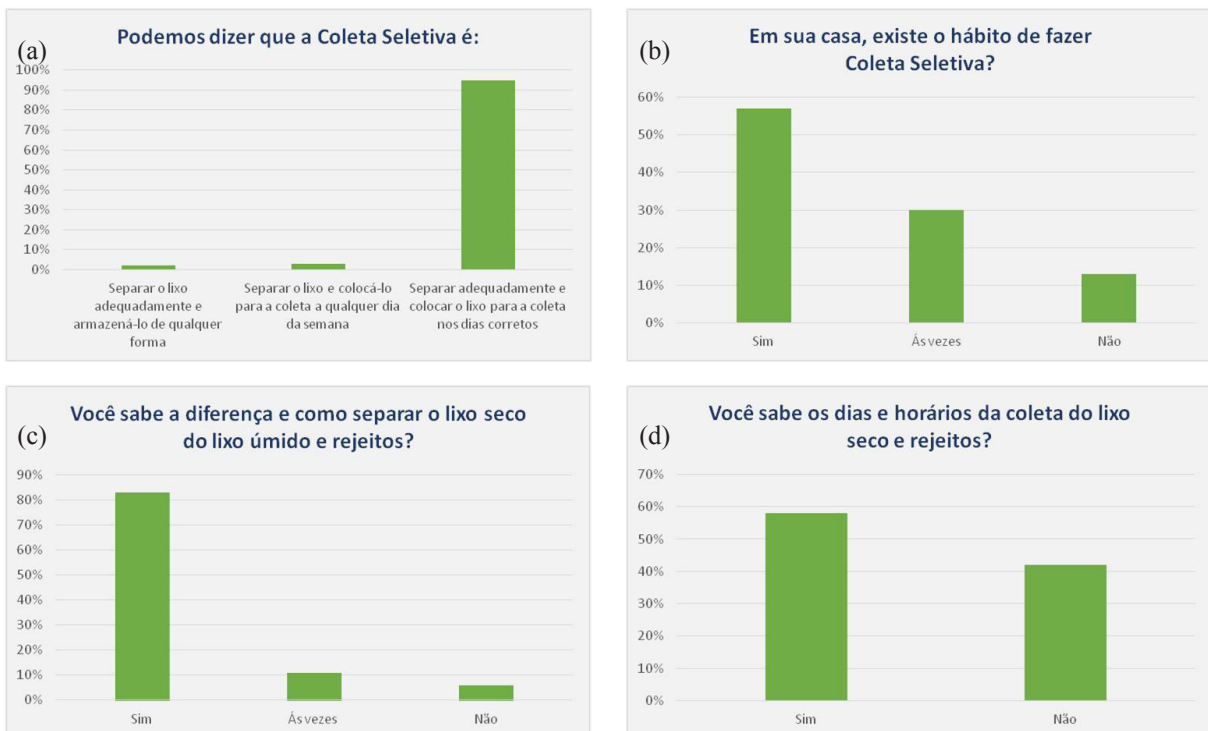 (a)
Podemos dizer que a Coleta Seletiva é:
100%
90%
80%
70%
60%
50%
40%
30%
20%
10%
0%
Separar o lixo
adequadamente e
armazená-lo de qualquer
forma
Separar o lixo e colocá-lo
para a coleta a qualquer dia
da semana
Separar adequadamente e
colocar o lixo para a coleta
nos dias corretos
(b)
Em sua casa, existe o hábito de fazer
Coleta Seletiva?
60%
50%
40%
30%
20%
10%
0%
Sim
Ás vezes
Não
(c)
Você sabe a diferença e como separar o lixo seco
do lixo úmido e rejeitos?
90%
80%
70%
60%
50%
40%
30%
20%
10%
0%
Sim
Ás vezes
Não
(d)
Você sabe os dias e horários da coleta do lixo
seco e rejeitos?
70%
60%
50%
40%
30%
20%
10%
0%
Sim
Não